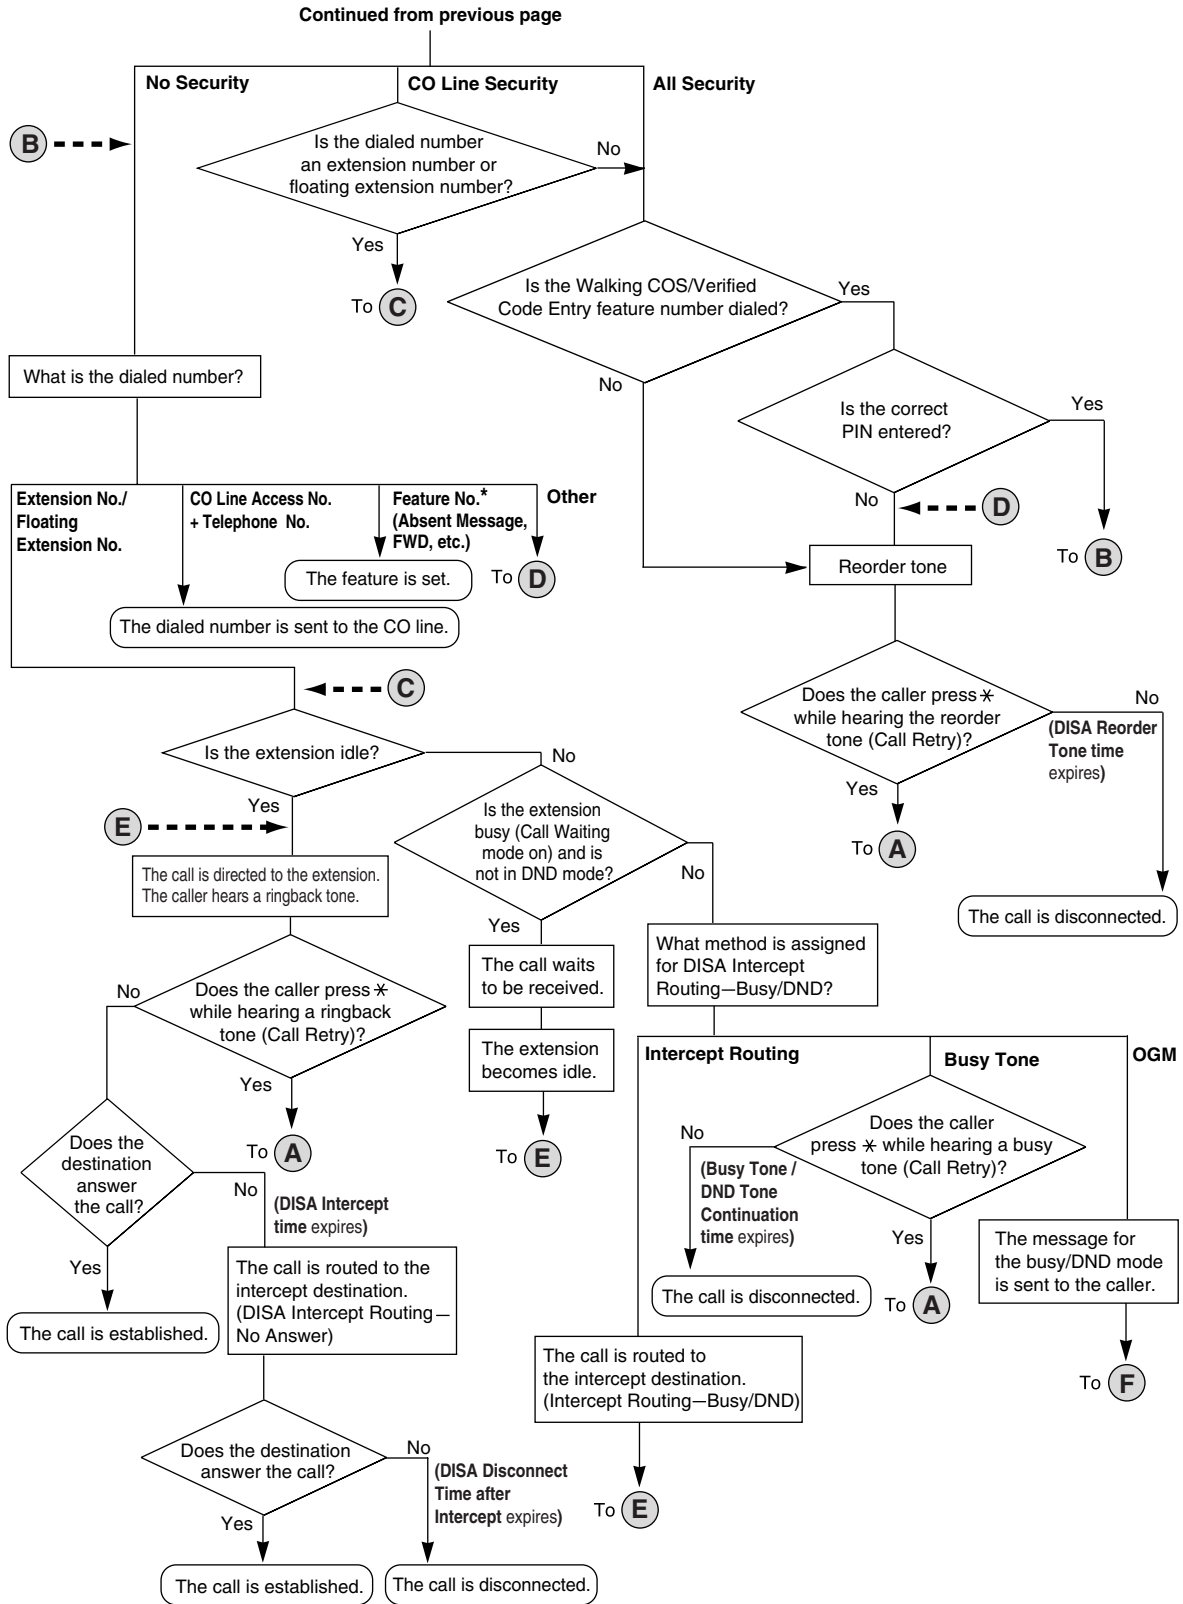 Continued from previous page
No Security
CO Line Security
All Security
B
Is the dialed number
an extension number or
floating extension number?
No
Yes
To C
Is the Walking COS/Verified
Code Entry feature number dialed?
Yes
No
What is the dialed number?
Is the correct
PIN entered?
Yes
No
D
To B
Extension No./
Floating
Extension No.
CO Line Access No.
+ Telephone No.
Feature No.*
(Absent Message,
FWD, etc.)
Other
The feature is set.
To D
Reorder tone
The dialed number is sent to the CO line.
C
Does the caller press *
while hearing the reorder
tone (Call Retry)?
No
(DISA Reorder
Tone time
expires)
Yes
To A
The call is disconnected.
Is the extension idle?
No
Yes
E
Is the extension
busy (Call Waiting
mode on) and is
not in DND mode?
No
Yes
The call is directed to the extension.
The caller hears a ringback tone.
The call waits
to be received.
The extension
becomes idle.
To E
What method is assigned
for DISA Intercept
Routing—Busy/DND?
No
Does the caller press *
while hearing a ringback
tone (Call Retry)?
Yes
To A
Intercept Routing
Busy Tone
OGM
Does the caller
press * while hearing a busy
tone (Call Retry)?
No
(Busy Tone /
DND Tone
Continuation
time expires)
Yes
The call is disconnected.
To A
The message for
the busy/DND mode
is sent to the caller.
To F
Does the
destination
answer
the call?
No
(DISA Intercept
time expires)
Yes
The call is established.
The call is routed to the
intercept destination.
(DISA Intercept Routing—
No Answer)
The call is routed to
the intercept destination.
(Intercept Routing—Busy/DND)
To E
Does the destination
answer the call?
No
(DISA Disconnect
Time after
Intercept expires)
Yes
The call is established.
The call is disconnected.